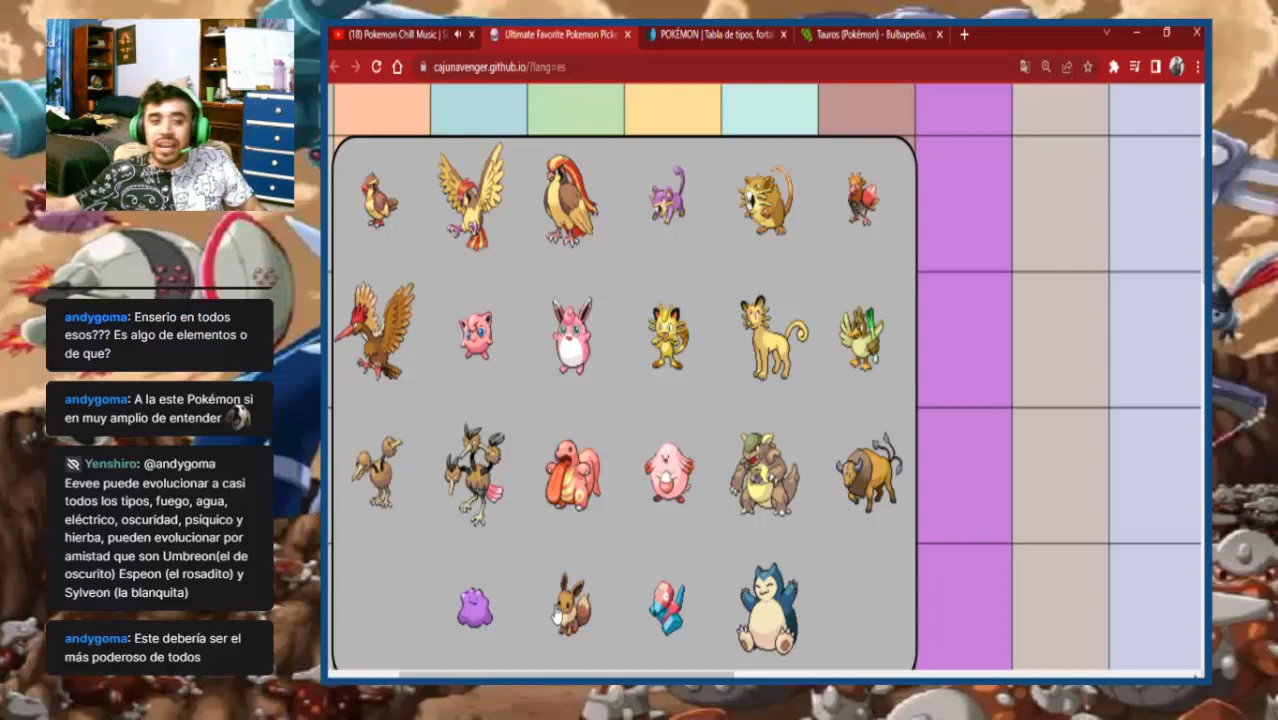 (18) Pokemon Chill Music | S
Ultimate Favorite Pokemon Picke
POKÉMON | Tabla de tipos, forta
Tauros (Pokémon) - Bulbapedia,
cajunavenger.github.io/?lang=es
andygoma: Enserio en todos
esos??? Es algo de elementos o
de que?
andygoma: A la este Pokémon si
en muy amplio de entender
Yenshiro: @andygoma
Eevee puede evolucionar a casi
todos los tipos, fuego, agua,
eléctrico, oscuridad, psíquico y
hierba, pueden evolucionar por
amistad que son Umbreon(el de
oscurito) Espeon (el rosadito) y
Sylveon (la blanquita)
andygoma: Este debería ser el
más poderoso de todos